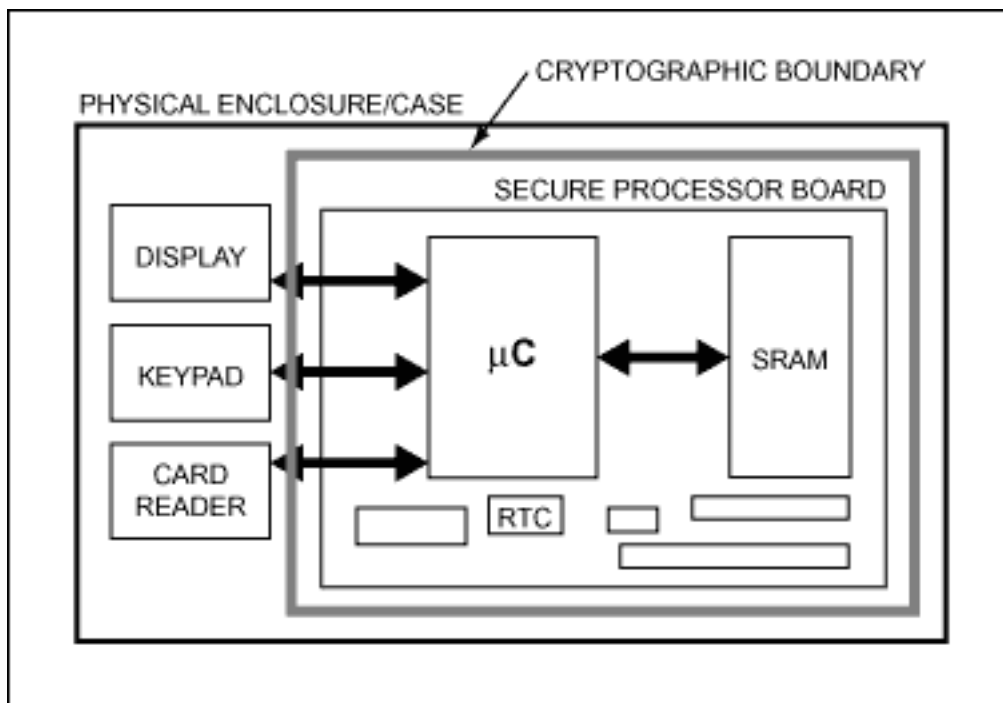 CRYPTOGRAPHIC BOUNDARY
PHYSICAL ENCLOSURE/CASE
SECURE PROCESSOR BOARD
DISPLAY
KEYPAD
CARD
READER
μC
SRAM
RTC